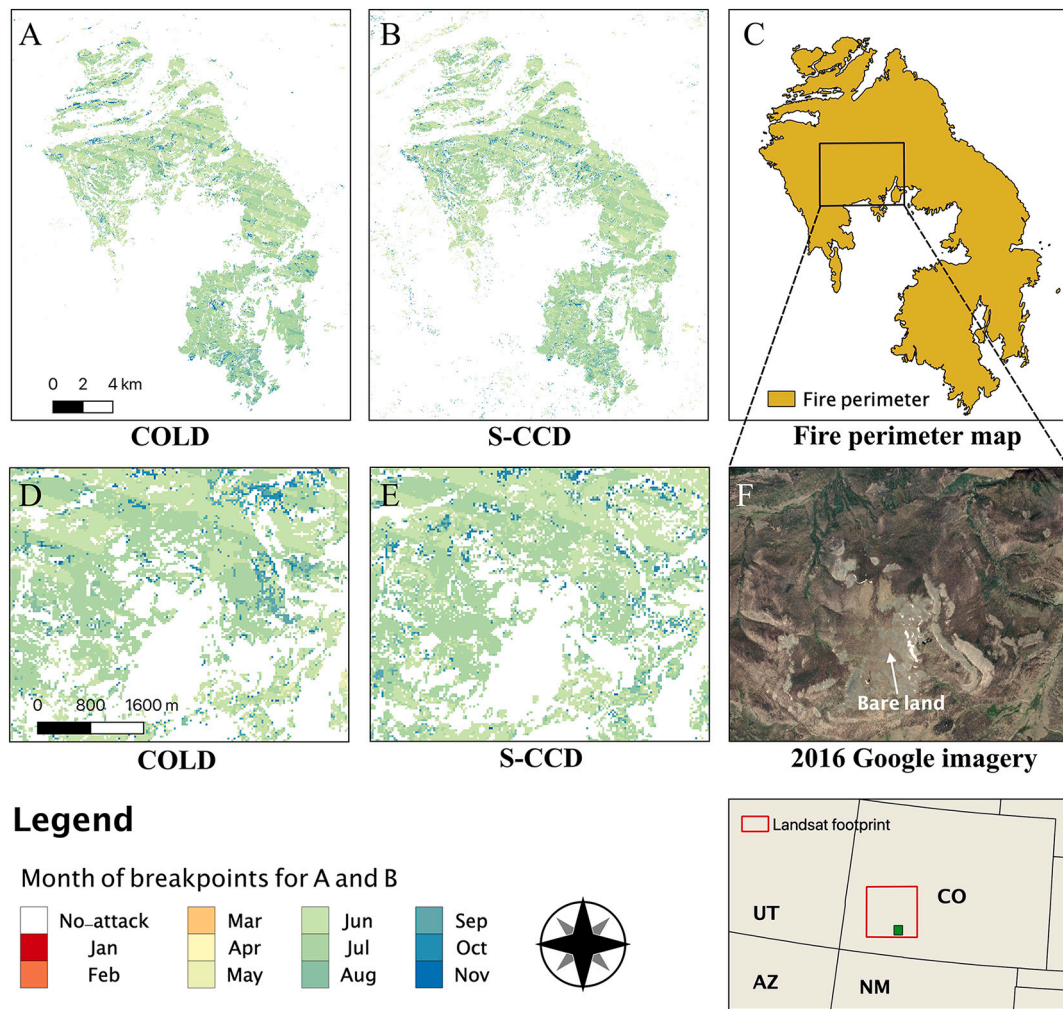 A
B
C
0 2 4 km
Fire perimeter
COLD
S-CCD
Fire perimeter map
D
E
F
0 800 1600 m
Bare land
COLD
S-CCD
2016 Google imagery
Legend
Month of breakpoints for A and B
No_attack
Jan
Feb
Mar
Apr
May
Jun
Jul
Aug
Sep
Oct
Nov
Landsat footprint
UT
CO
AZ
NM